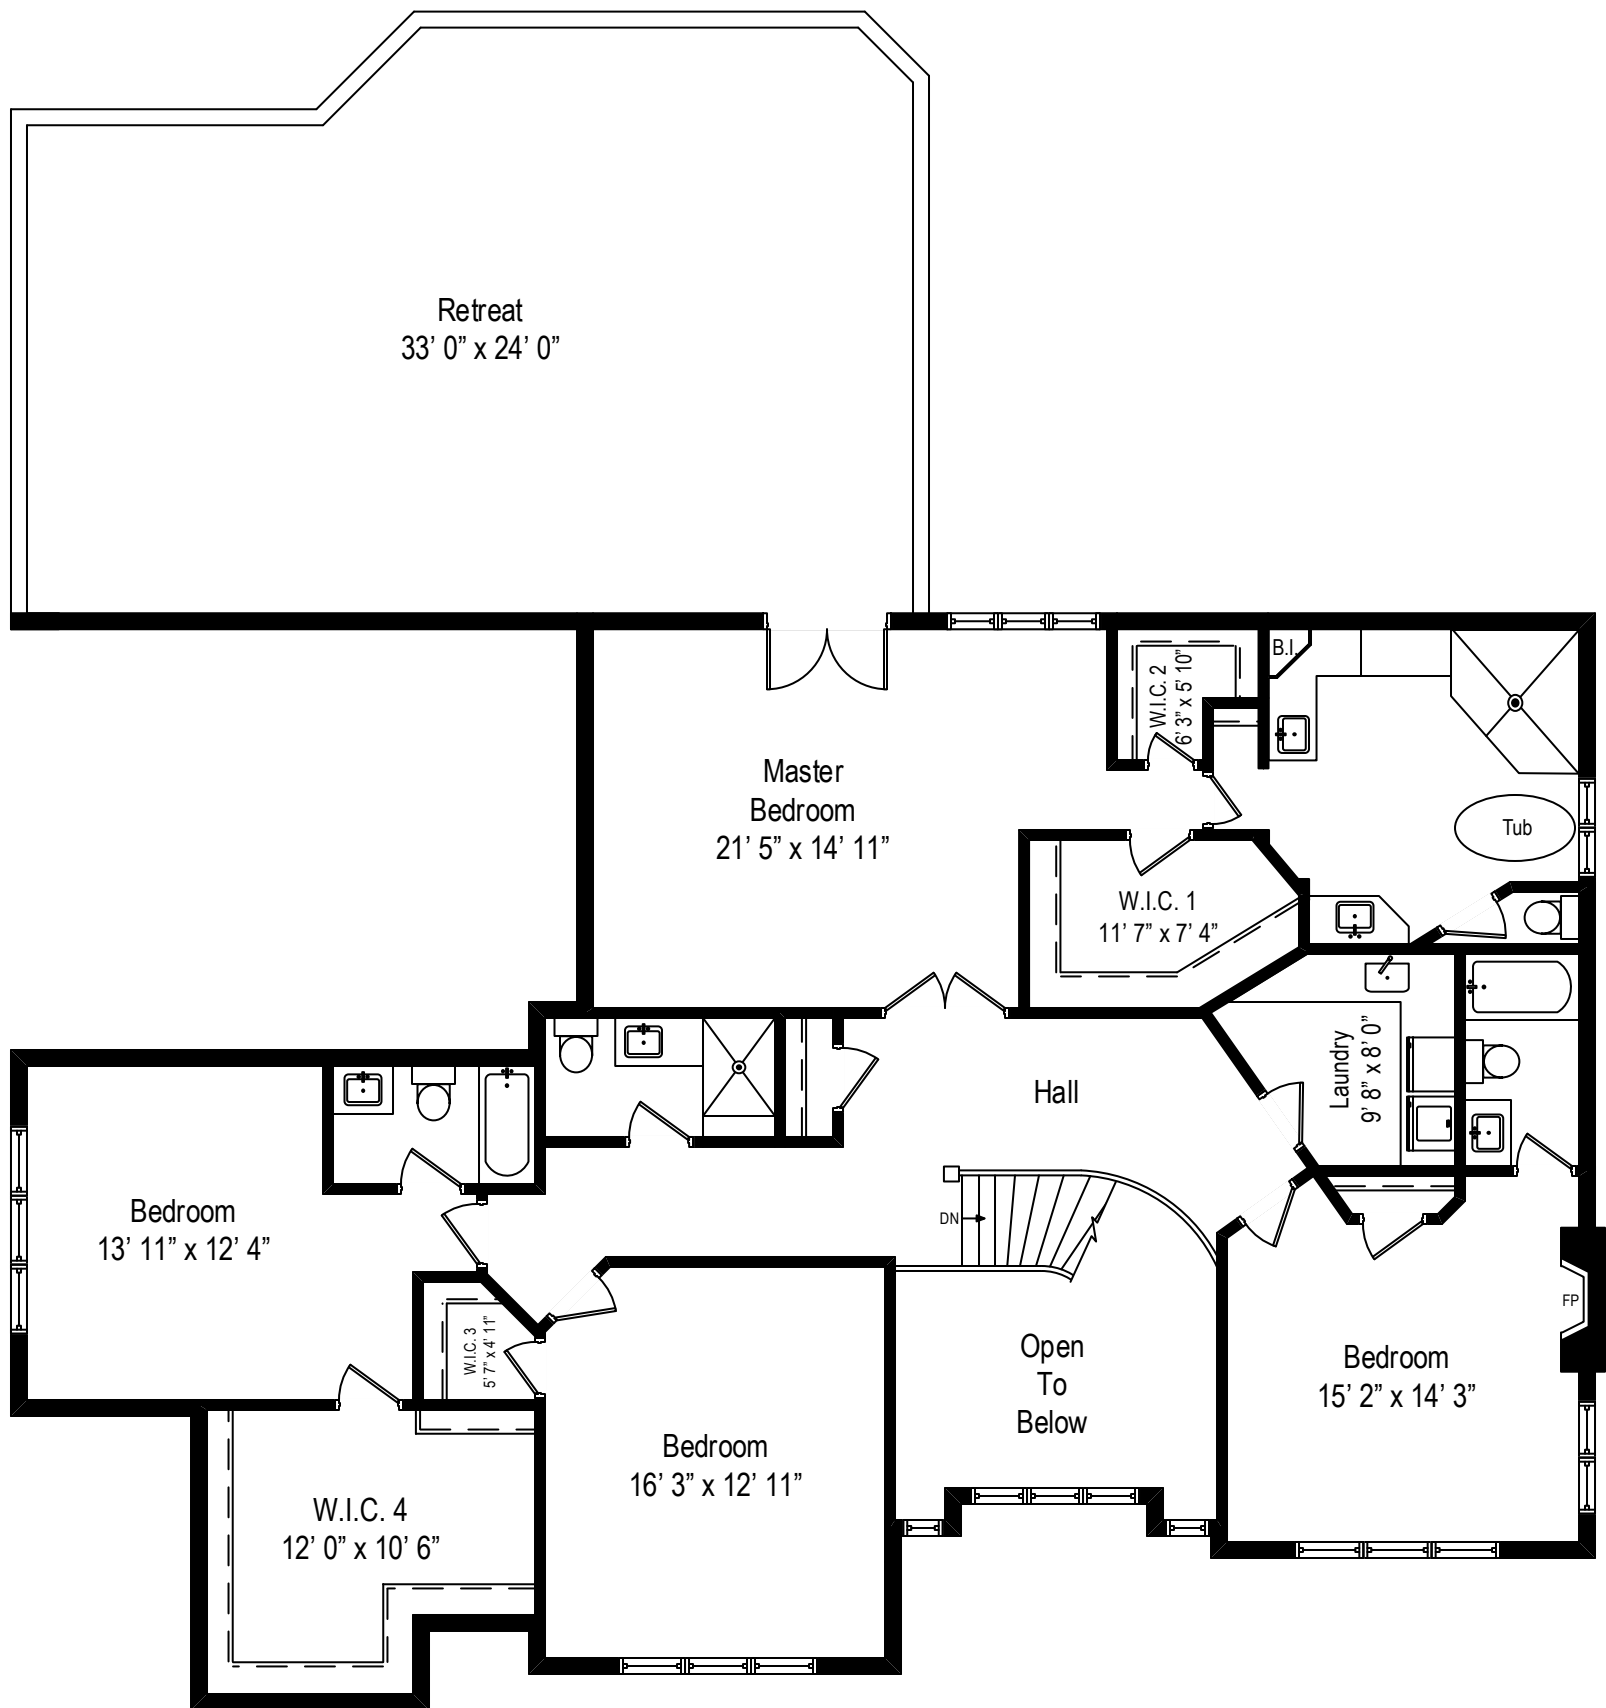 Retreat
33’ 0” x 24’ 0”
B.I.
W.I.C. 2
6’ 3” x 5’ 10”
Master
Bedroom
21’ 5” x 14’ 11”
Tub
W.I.C. 1
11’ 7” x 7’ 4”
Laundry
9’ 8” x 8’ 0”
Hall
Bedroom
13’ 11” x 12’ 4”
DN
FP
W.I.C. 3
5’ 7” x 4’ 11”
Open
To
Below
Bedroom
15’ 2” x 14’ 3”
Bedroom
16’ 3” x 12’ 11”
W.I.C. 4
12’ 0” x 10’ 6”